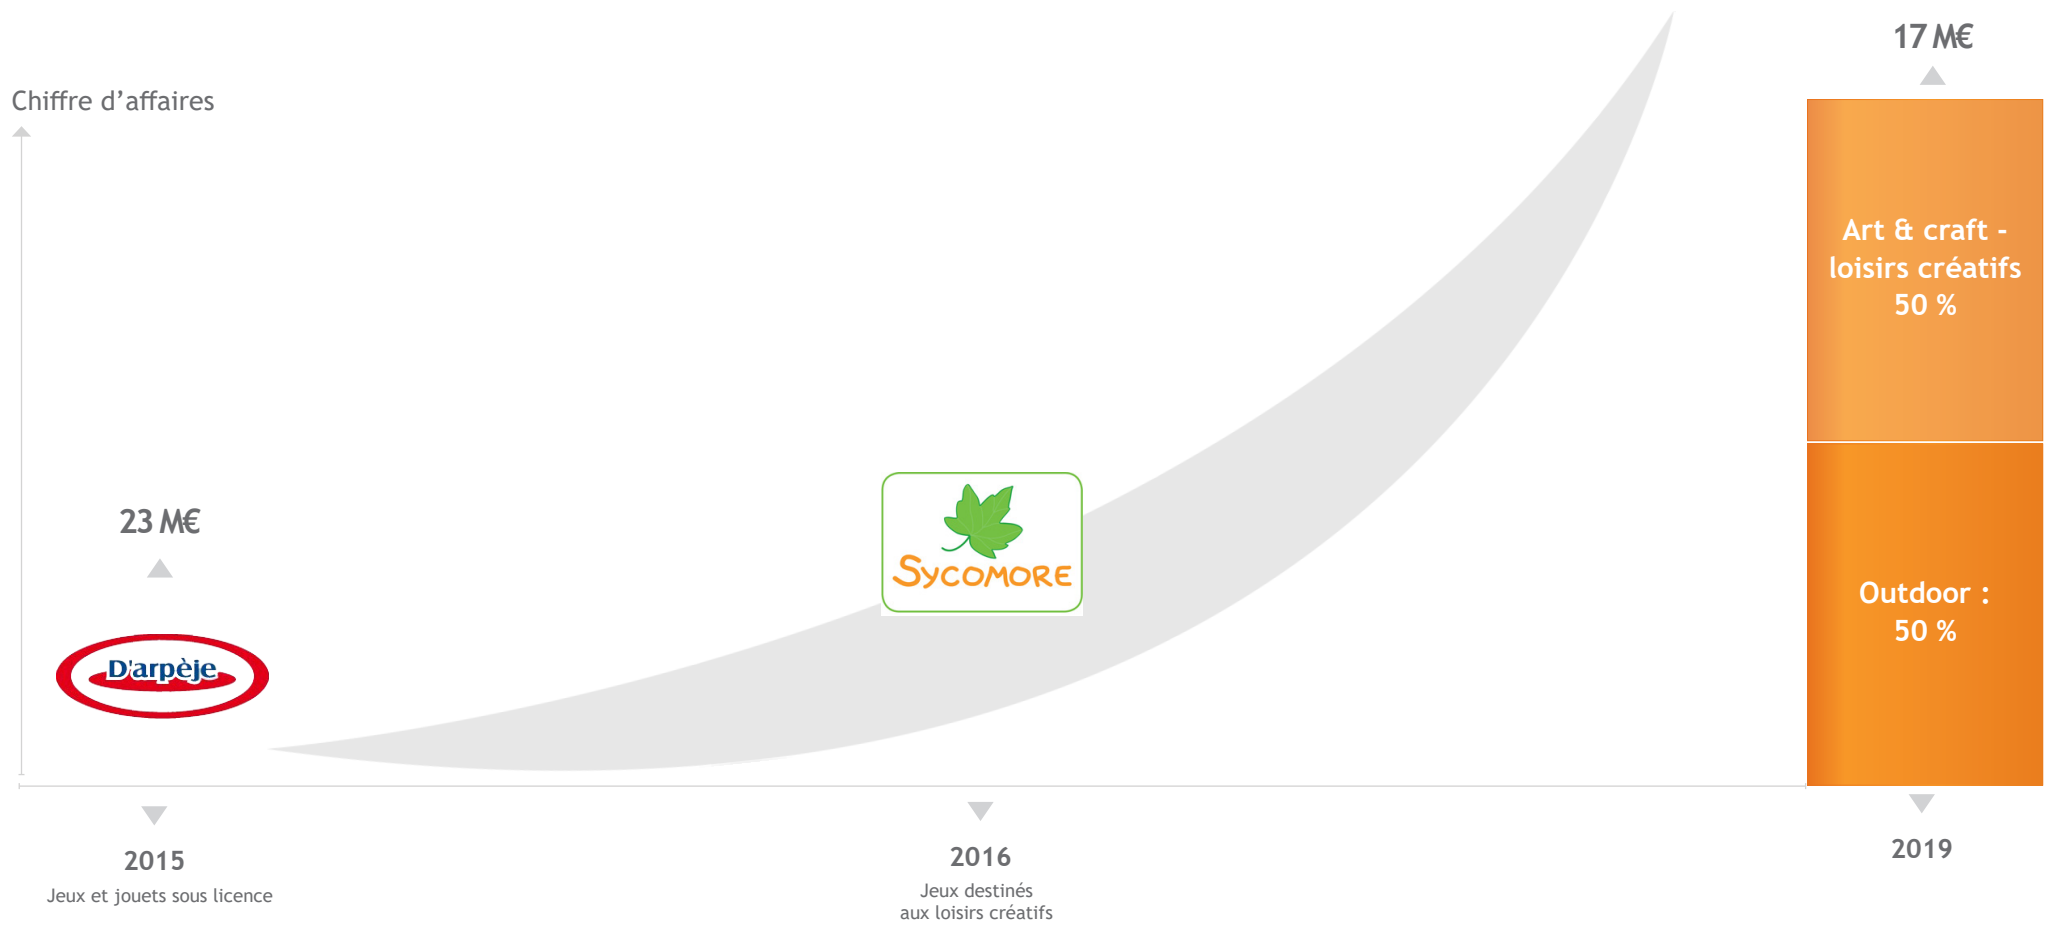 17 M€
Chiffre d’affaires
Art & craft -
loisirs créatifs
50 %
23 M€
SYCOMORE
Outdoor :
50 %
D'arpèje
2015
Jeux et jouets sous licence
2016
Jeux destinés
aux loisirs créatifs
2019